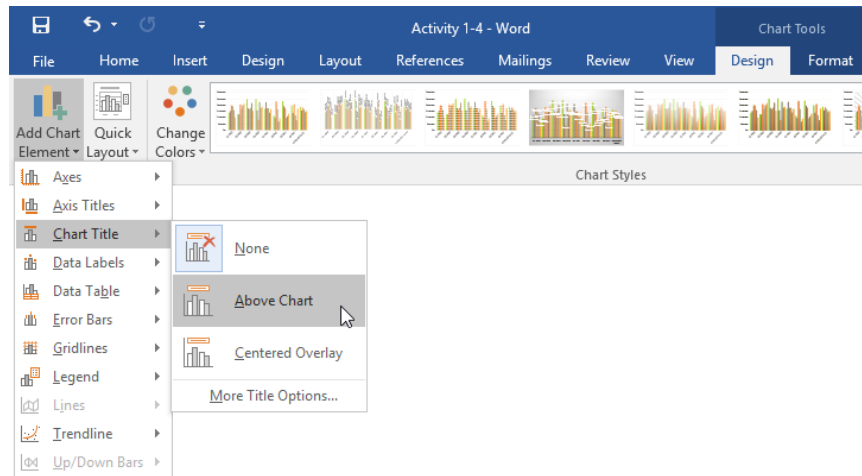 Activity 1-4 - Word
Chart Tools
File Home Insert Design Layout References Mailings Review View Design Format
Add Chart Element
Quick Layout
Change Colors
Chart Styles
Axes
Axis Titles
Chart Title
Data Labels
Data Table
Error Bars
Gridlines
Legend
Lines
Trendline
Up/Down Bars
None
Above Chart
Centered Overlay
More Title Options...